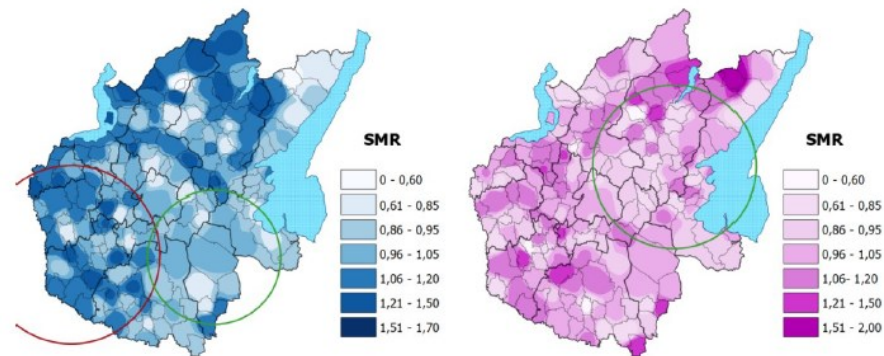 SMR
0 - 0,60
0,61 - 0,85
0,86 - 0,95
0,96 - 1,05
1,06 - 1,20
1,21 - 1,50
1,51 - 1,70
SMR
0 - 0,60
0,61 - 0,85
0,86 - 0,95
0,96 - 1,05
1,06- 1,20
1,21 - 1,50
1,51 - 2,00